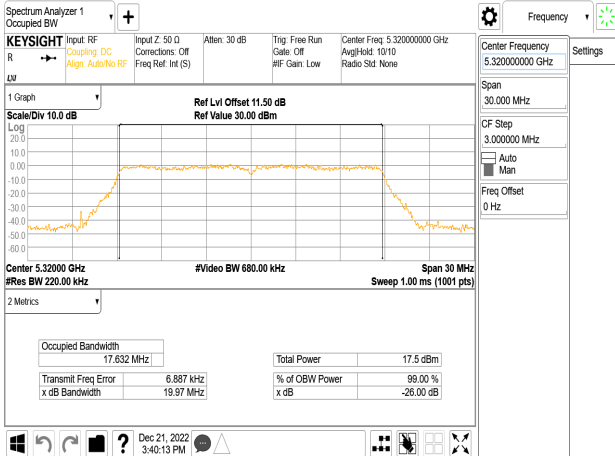 Spectrum Analyzer 1
Occupied BW
KEYSIGHT
R
Input: RF
Coupling: DC
Align: Auto/No RF
Input Z: 50 Ω
Corrections: Off
Freq Ref: Int (S)
Atten: 30 dB
Trig: Free Run
Gate: Off
#IF Gain: Low
Center Freq: 5.320000000 GHz
Avg|Hold: 10/10
Radio Std: None
LXI
1 Graph
Scale/Div 10.0 dB
Ref Lvl Offset 11.50 dB
Ref Value 30.00 dBm
Log
20.0
10.0
0.00
-10.0
-20.0
-30.0
-40.0
-50.0
-60.0
Center 5.32000 GHz
#Video BW 680.00 kHz
Span 30 MHz
#Res BW 220.00 kHz
Sweep 1.00 ms (1001 pts)
2 Metrics
Occupied Bandwidth
17.632 MHz
Total Power
17.5 dBm
Transmit Freq Error
6.887 kHz
% of OBW Power
99.00 %
x dB Bandwidth
19.97 MHz
x dB
-26.00 dB
Dec 21, 2022
3:40:13 PM
Frequency
Settings
Center Frequency
5.320000000 GHz
Span
30.000 MHz
CF Step
3.000000 MHz
Auto
Man
Freq Offset
0 Hz